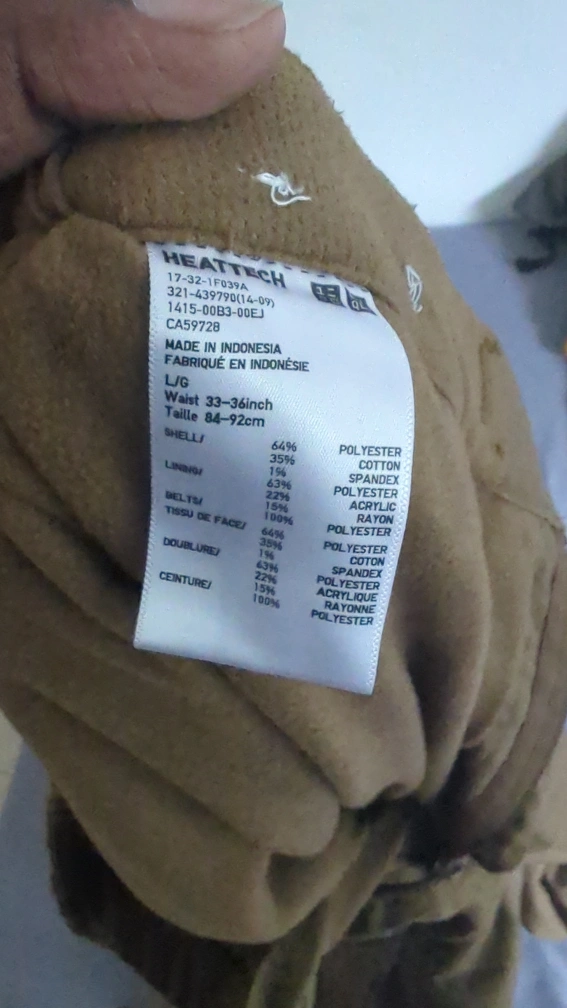 HEATTECH
17-32-1F039A
321-439790(14-09)
1415-00B3-00EJ
CA59728
MADE IN INDONESIA
FABRIQUÉ EN INDONÉSIE
L/G
Waist 33–36inch
Taille 84–92cm
SHELL/ 64% POLYESTER
35% COTTON
1% SPANDEX
LINING/ 63% POLYESTER
22% ACRYLIC
15% RAYON
BELTS/ 100% POLYESTER
TISSU DE FACE/ 64% POLYESTER
35% COTON
1% SPANDEX
DOUBLURE/ 63% POLYESTER
22% ACRYLIQUE
15% RAYONNE
CEINTURE/ 100% POLYESTER